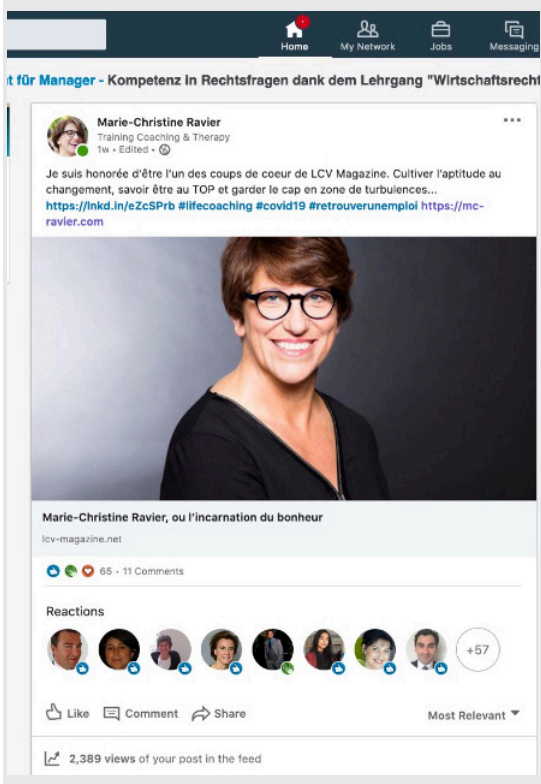 Home
My Network
Jobs
Messaging
t für Manager - Kompetenz in Rechtsfragen dank dem Lehrgang "Wirtschaftsrecht
Marie-Christine Ravier
Training Coaching & Therapy
1w • Edited •
Je suis honorée d'être l'un des coups de coeur de LCV Magazine. Cultiver l'aptitude au
changement, savoir être au TOP et garder le cap en zone de turbulences...
https://lnkd.in/eZcSPrb #lifecoaching #covid19 #retrouverunemploi https://mc-
ravier.com
Marie-Christine Ravier, ou l'incarnation du bonheur
lcv-magazine.net
65 • 11 Comments
Reactions
+57
Like Comment Share Most Relevant
2,389 views of your post in the feed